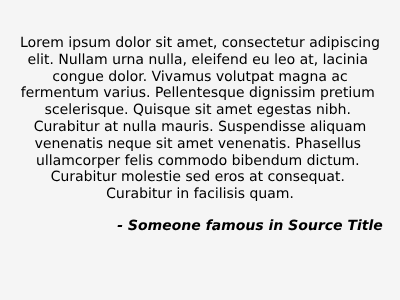 Lorem ipsum dolor sit amet, consectetur adipiscing
elit. Nullam urna nulla, eleifend eu leo at, lacinia
congue dolor. Vivamus volutpat magna ac
fermentum varius. Pellentesque dignissim pretium
scelerisque. Quisque sit amet egestas nibh.
Curabitur at nulla mauris. Suspendisse aliquam
venenatis neque sit amet venenatis. Phasellus
ullamcorper felis commodo bibendum dictum.
Curabitur molestie sed eros at consequat.
Curabitur in facilisis quam.
- Someone famous in Source Title